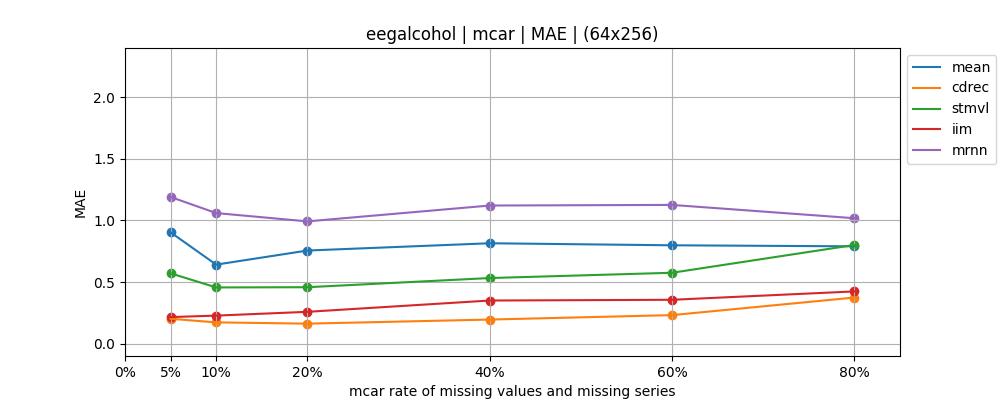 eegalcohol | mcar | MAE | (64x256)
mean
cdrec
stmvl
iim
mrnn
MAE
2.0
1.5
1.0
0.5
0.0
0% 5% 10% 20% 40% 60% 80%
mcar rate of missing values and missing series